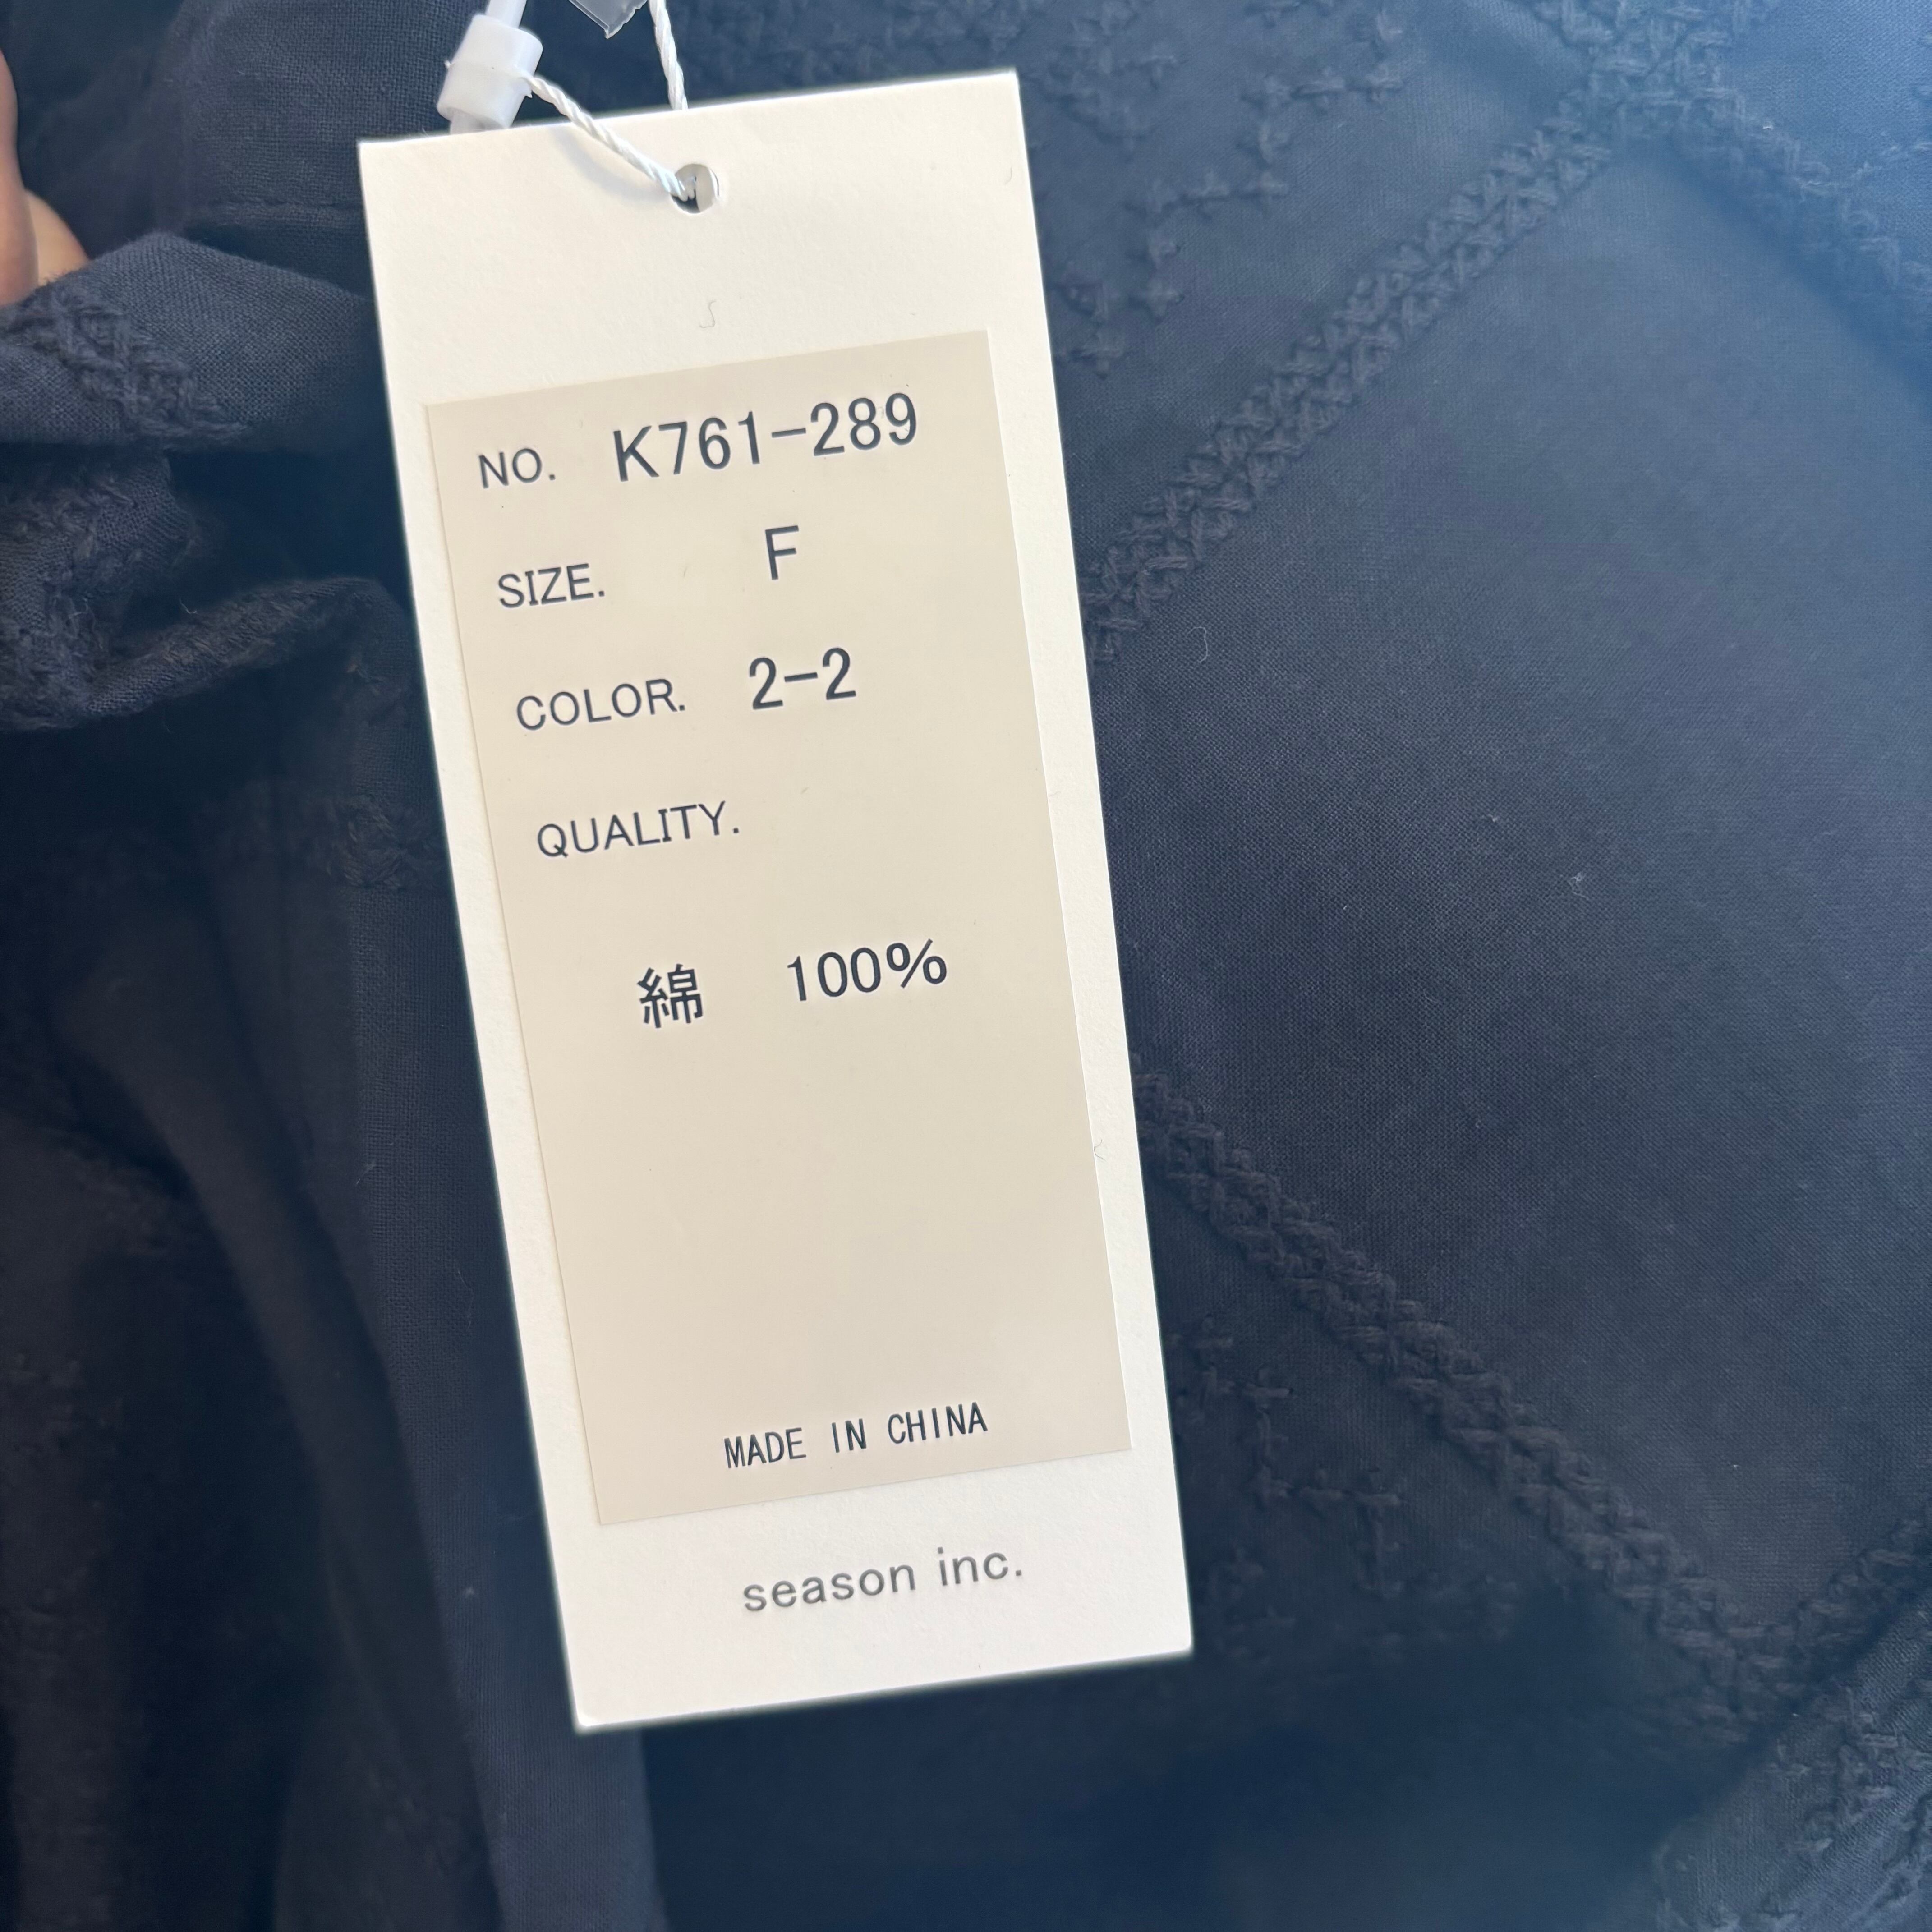 NO. K761-289
SIZE. F
COLOR. 2-2
QUALITY.
綿 100%
MADE IN CHINA
season inc.